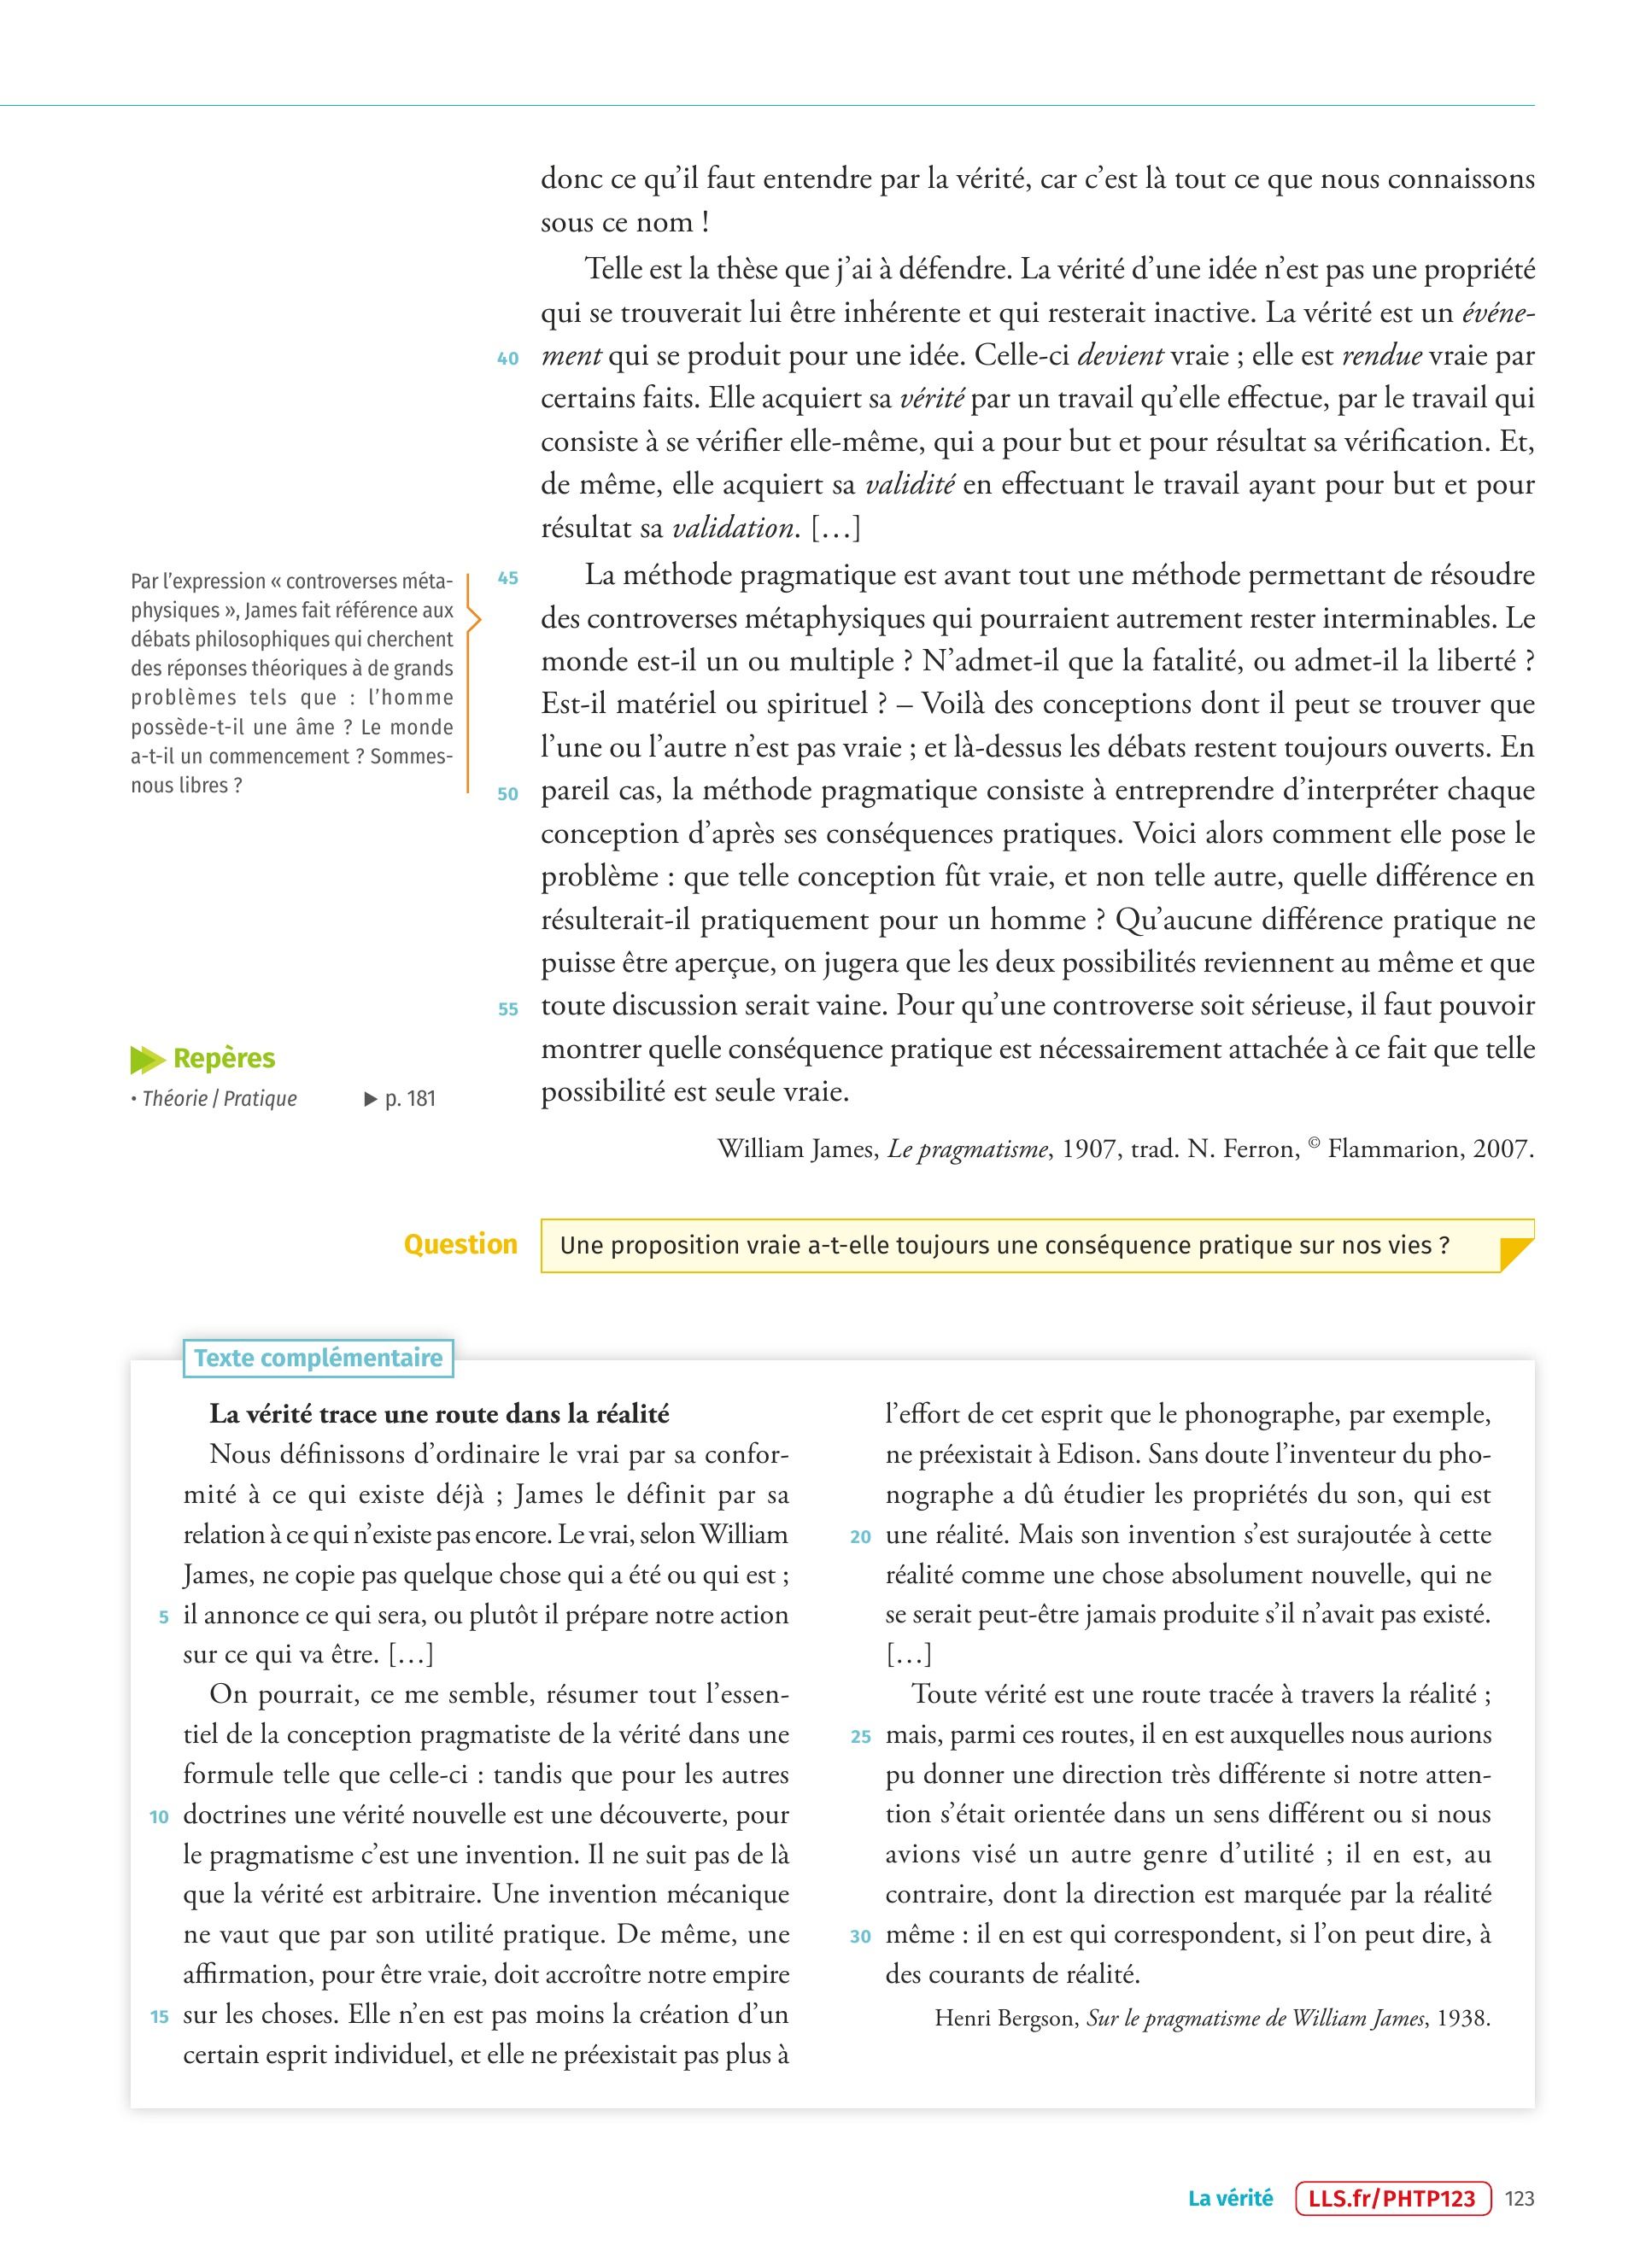 donc ce qu'il faut entendre par la vérité, car c'est là tout ce que nous connaissons
sous ce nom !
Telle est la thèse que j'ai à défendre. La vérité d'une idée n'est pas une propriété
qui se trouverait lui être inhérente et qui resterait inactive. La vérité est un événe-
40 ment qui se produit pour une idée. Celle-ci devient vraie ; elle est rendue vraie par
certains faits. Elle acquiert sa vérité par un travail qu'elle effectue, par le travail qui
consiste à se vérifier elle-même, qui a pour but et pour résultat sa vérification. Et,
de même, elle acquiert sa validité en effectuant le travail ayant pour but et pour
résultat sa validation. […]
45 La méthode pragmatique est avant tout une méthode permettant de résoudre
des controverses métaphysiques qui pourraient autrement rester interminables. Le
monde est-il un ou multiple ? N'admet-il que la fatalité, ou admet-il la liberté ?
Est-il matériel ou spirituel ? – Voilà des conceptions dont il peut se trouver que
l'une ou l'autre n'est pas vraie ; et là-dessus les débats restent toujours ouverts. En
50 pareil cas, la méthode pragmatique consiste à entreprendre d'interpréter chaque
conception d'après ses conséquences pratiques. Voici alors comment elle pose le
problème : que telle conception fût vraie, et non telle autre, quelle différence en
résulterait-il pratiquement pour un homme ? Qu'aucune différence pratique ne
puisse être aperçue, on jugera que les deux possibilités reviennent au même et que
55 toute discussion serait vaine. Pour qu'une controverse soit sérieuse, il faut pouvoir
montrer quelle conséquence pratique est nécessairement attachée à ce fait que telle
possibilité est seule vraie.
William James, Le pragmatisme, 1907, trad. N. Ferron, © Flammarion, 2007.
Par l'expression « controverses méta-
physiques », James fait référence aux
débats philosophiques qui cherchent
des réponses théoriques à de grands
problèmes tels que : l'homme
possède-t-il une âme ? Le monde
a-t-il un commencement ? Sommes-
nous libres ?
Repères
• Théorie / Pratique ▶ p. 181
Question
Une proposition vraie a-t-elle toujours une conséquence pratique sur nos vies ?
Texte complémentaire
La vérité trace une route dans la réalité
Nous définissons d'ordinaire le vrai par sa confor-
mité à ce qui existe déjà ; James le définit par sa
relation à ce qui n'existe pas encore. Le vrai, selon William
James, ne copie pas quelque chose qui a été ou qui est ;
5 il annonce ce qui sera, ou plutôt il prépare notre action
sur ce qui va être. […]
On pourrait, ce me semble, résumer tout l'essen-
tiel de la conception pragmatiste de la vérité dans une
formule telle que celle-ci : tandis que pour les autres
10 doctrines une vérité nouvelle est une découverte, pour
le pragmatisme c'est une invention. Il ne suit pas de là
que la vérité est arbitraire. Une invention mécanique
ne vaut que par son utilité pratique. De même, une
affirmation, pour être vraie, doit accroître notre empire
15 sur les choses. Elle n'en est pas moins la création d'un
certain esprit individuel, et elle ne préexistait pas plus à
l'effort de cet esprit que le phonographe, par exemple,
ne préexistait à Edison. Sans doute l'inventeur du pho-
nographe a dû étudier les propriétés du son, qui est
20 une réalité. Mais son invention s'est surajoutée à cette
réalité comme une chose absolument nouvelle, qui ne
se serait peut-être jamais produite s'il n'avait pas existé.
[…]
Toute vérité est une route tracée à travers la réalité ;
25 mais, parmi ces routes, il en est auxquelles nous aurions
pu donner une direction très différente si notre atten-
tion s'était orientée dans un sens différent ou si nous
avions visé un autre genre d'utilité ; il en est, au
contraire, dont la direction est marquée par la réalité
30 même : il en est qui correspondent, si l'on peut dire, à
des courants de réalité.
Henri Bergson, Sur le pragmatisme de William James, 1938.
La vérité LLS.fr/PHTP123 123